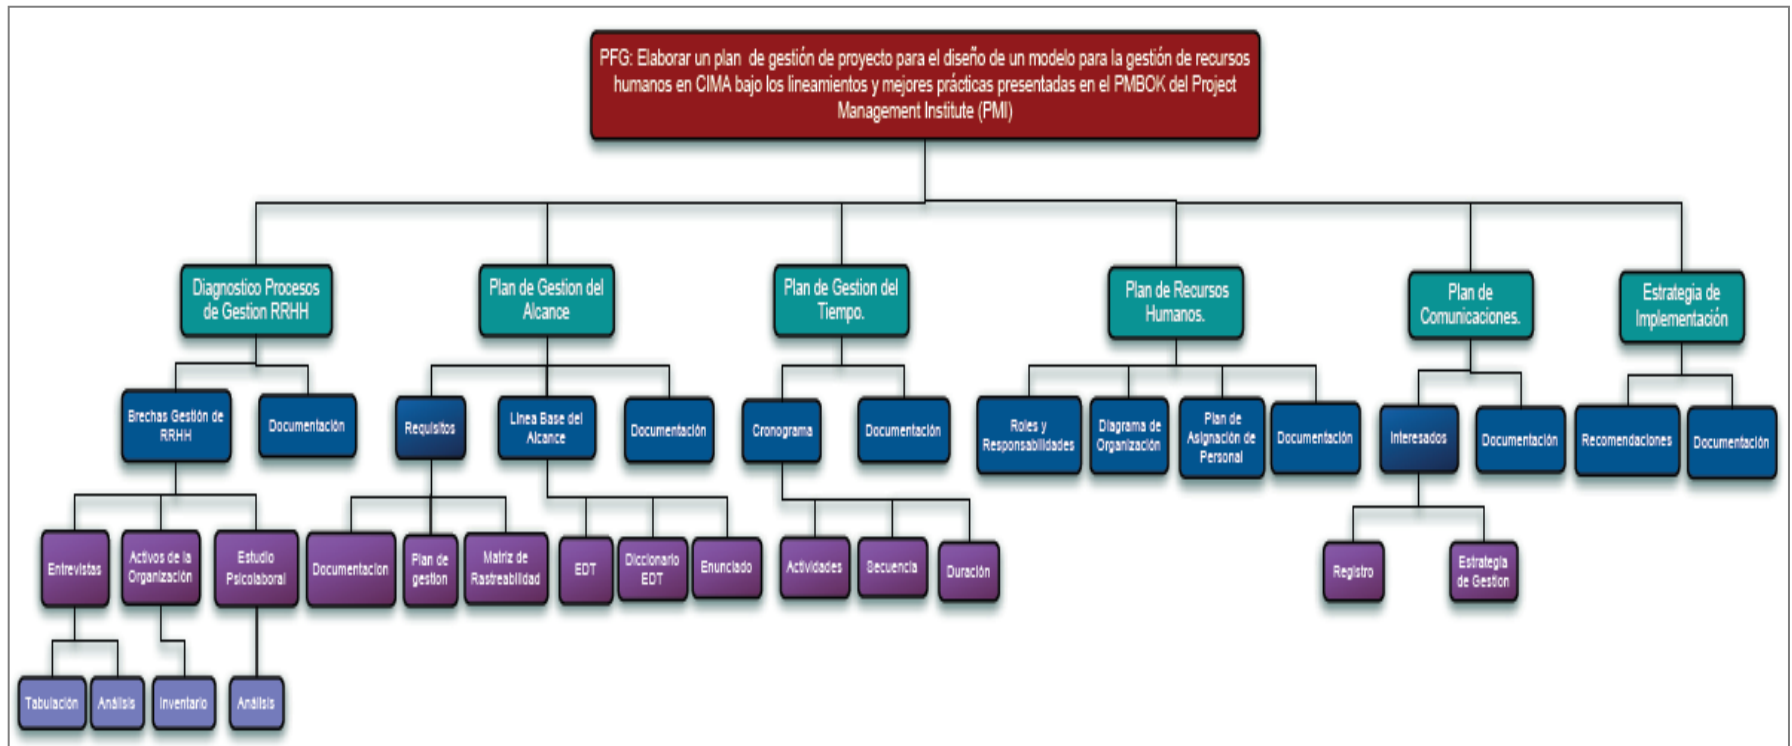 PFG: Elaborar un plan de gestión de proyecto para el diseño de un modelo para la gestión de recursos
humanos en CIMA bajo los lineamientos y mejores prácticas presentadas en el PMBOK del Project
Management Institute (PMI)
Diagnostico Procesos
de Gestion RRHH
Plan de Gestion del
Alcance
Plan de Gestion del
Tiempo.
Plan de Recursos
Humanos.
Plan de
Comunicaciones.
Estrategia de
Implementación
Brechas Gestión de
RRHH
Documentación
Requisitos
Linea Base del
Alcance
Documentación
Cronograma
Documentación
Roles y
Responsabilidades
Diagrama de
Organización
Plan de
Asignación de
Personal
Documentación
Interesados
Documentación
Recomendaciones
Documentación
Entrevistas
Activos de la
Organización
Estudio
Psicolaboral
Documentacion
Plan de
gestion
Matriz de
Rastreabilidad
EDT
Diccionario
EDT
Enunciado
Actividades
Secuencia
Duración
Registro
Estrategia
de Gestion
Tabulación
Análisis
Inventario
Análisis